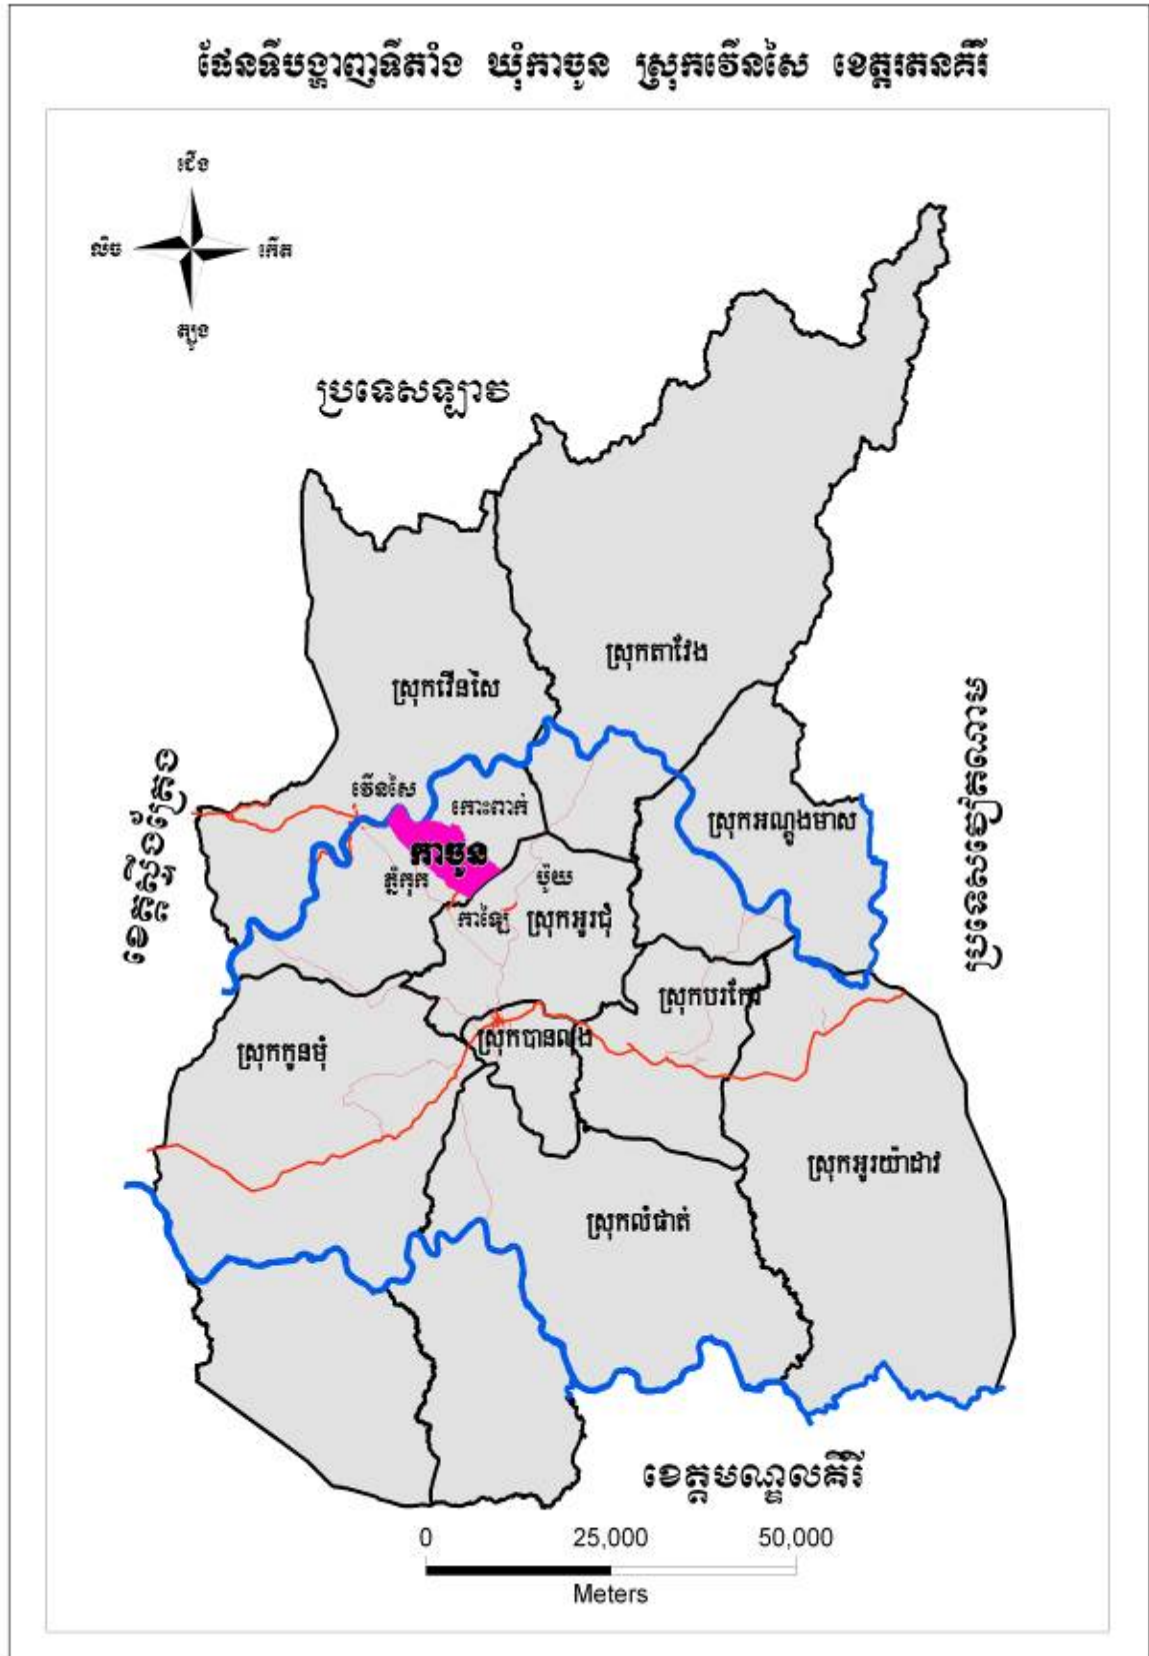 ផែនទីបង្ហាញទីតាំង ឃុំកាចូន ស្រុកវើនសៃ ខេត្តរតនគិរី
ជើង
លិច
កើត
ត្បូង
ប្រទេសឡាវ
ស្រុកតាវែង
ស្រុកវើនសៃ
ខេត្តស្ទឹងត្រែង
ប្រទេសវៀតណាម
វើនសៃ
កោះពាក់
ស្រុកអណ្តូងមាស
កាចូន
ភ្នំកុក
ប៉ូយ
កាឡៃ
ស្រុកអូរជុំ
ស្រុកបរកែវ
ស្រុកបានលុង
ស្រុកកូនមុំ
ស្រុកអូរយ៉ាដាវ
ស្រុកលំផាត់
ខេត្តមណ្ឌលគិរី
0 25,000 50,000
Meters